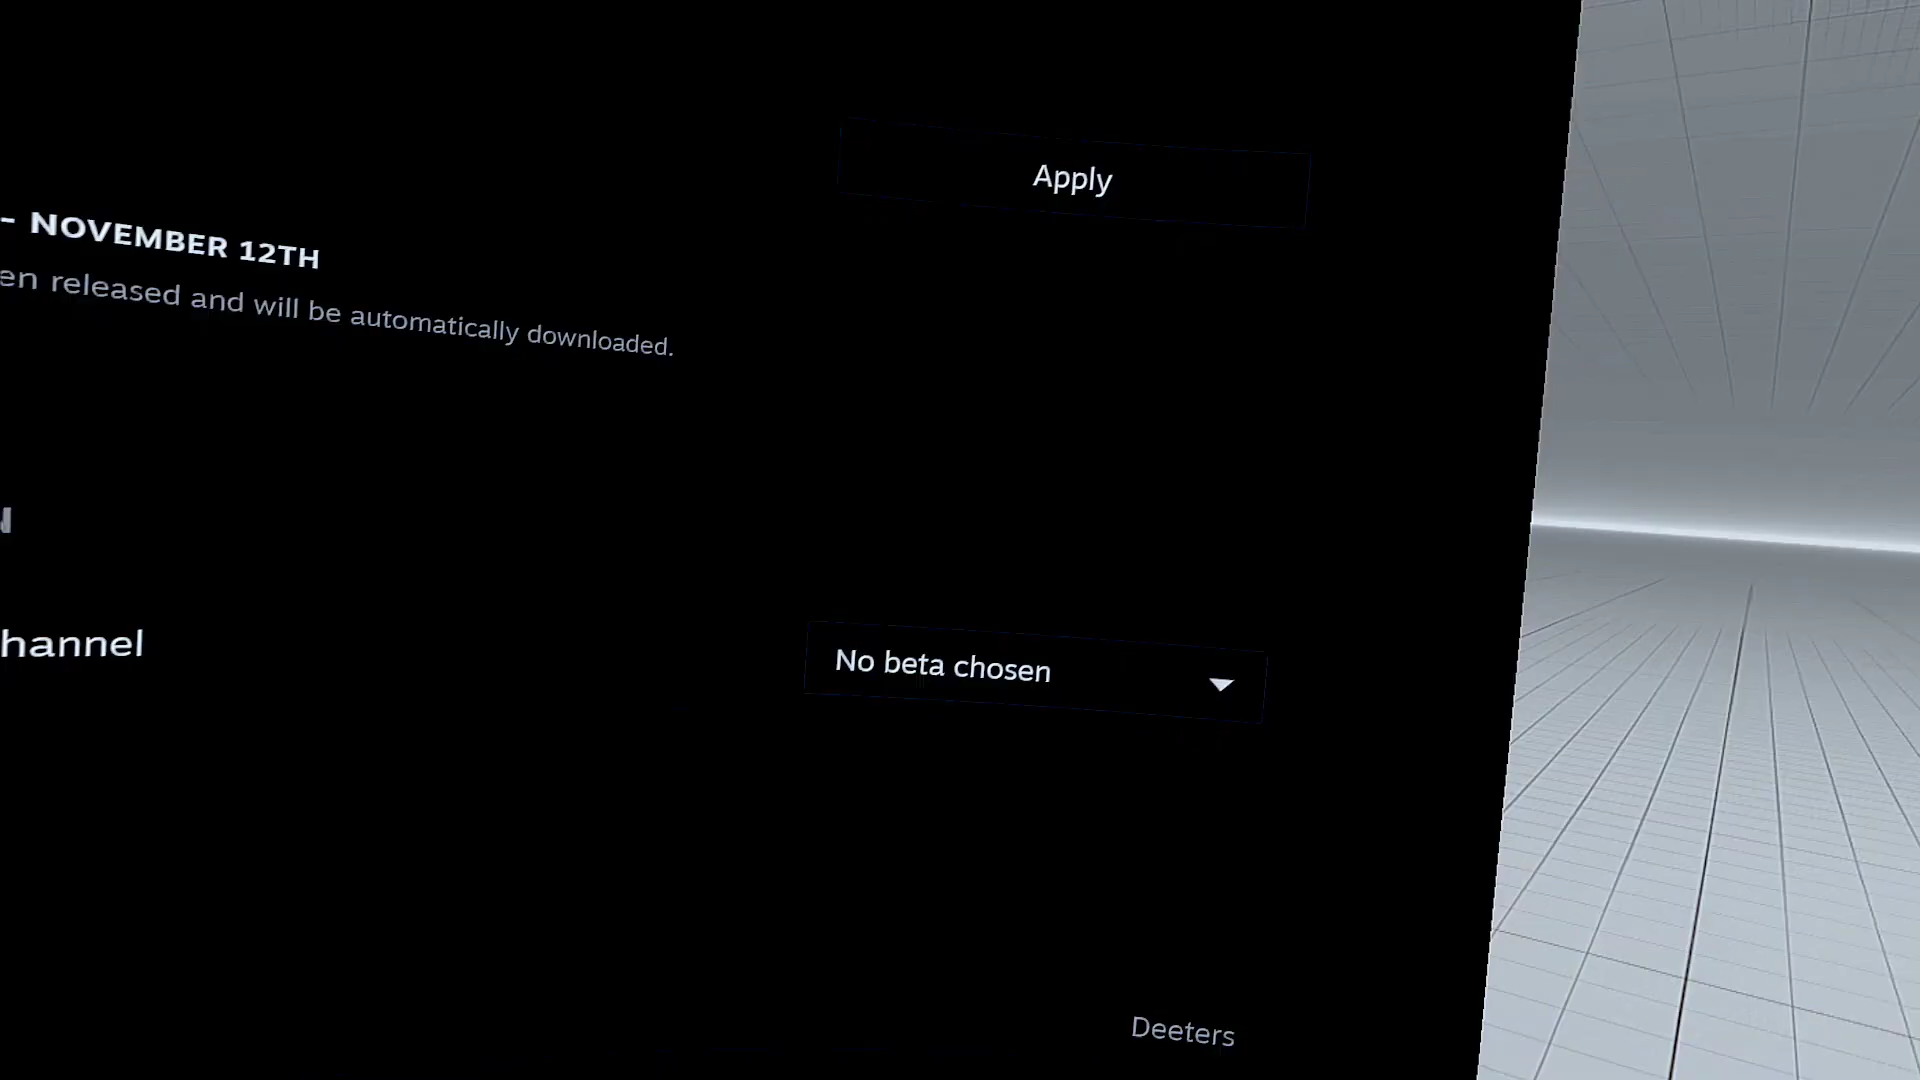 Apply
- NOVEMBER 12TH
en released and will be automatically downloaded.
hannel
No beta chosen
Deeters